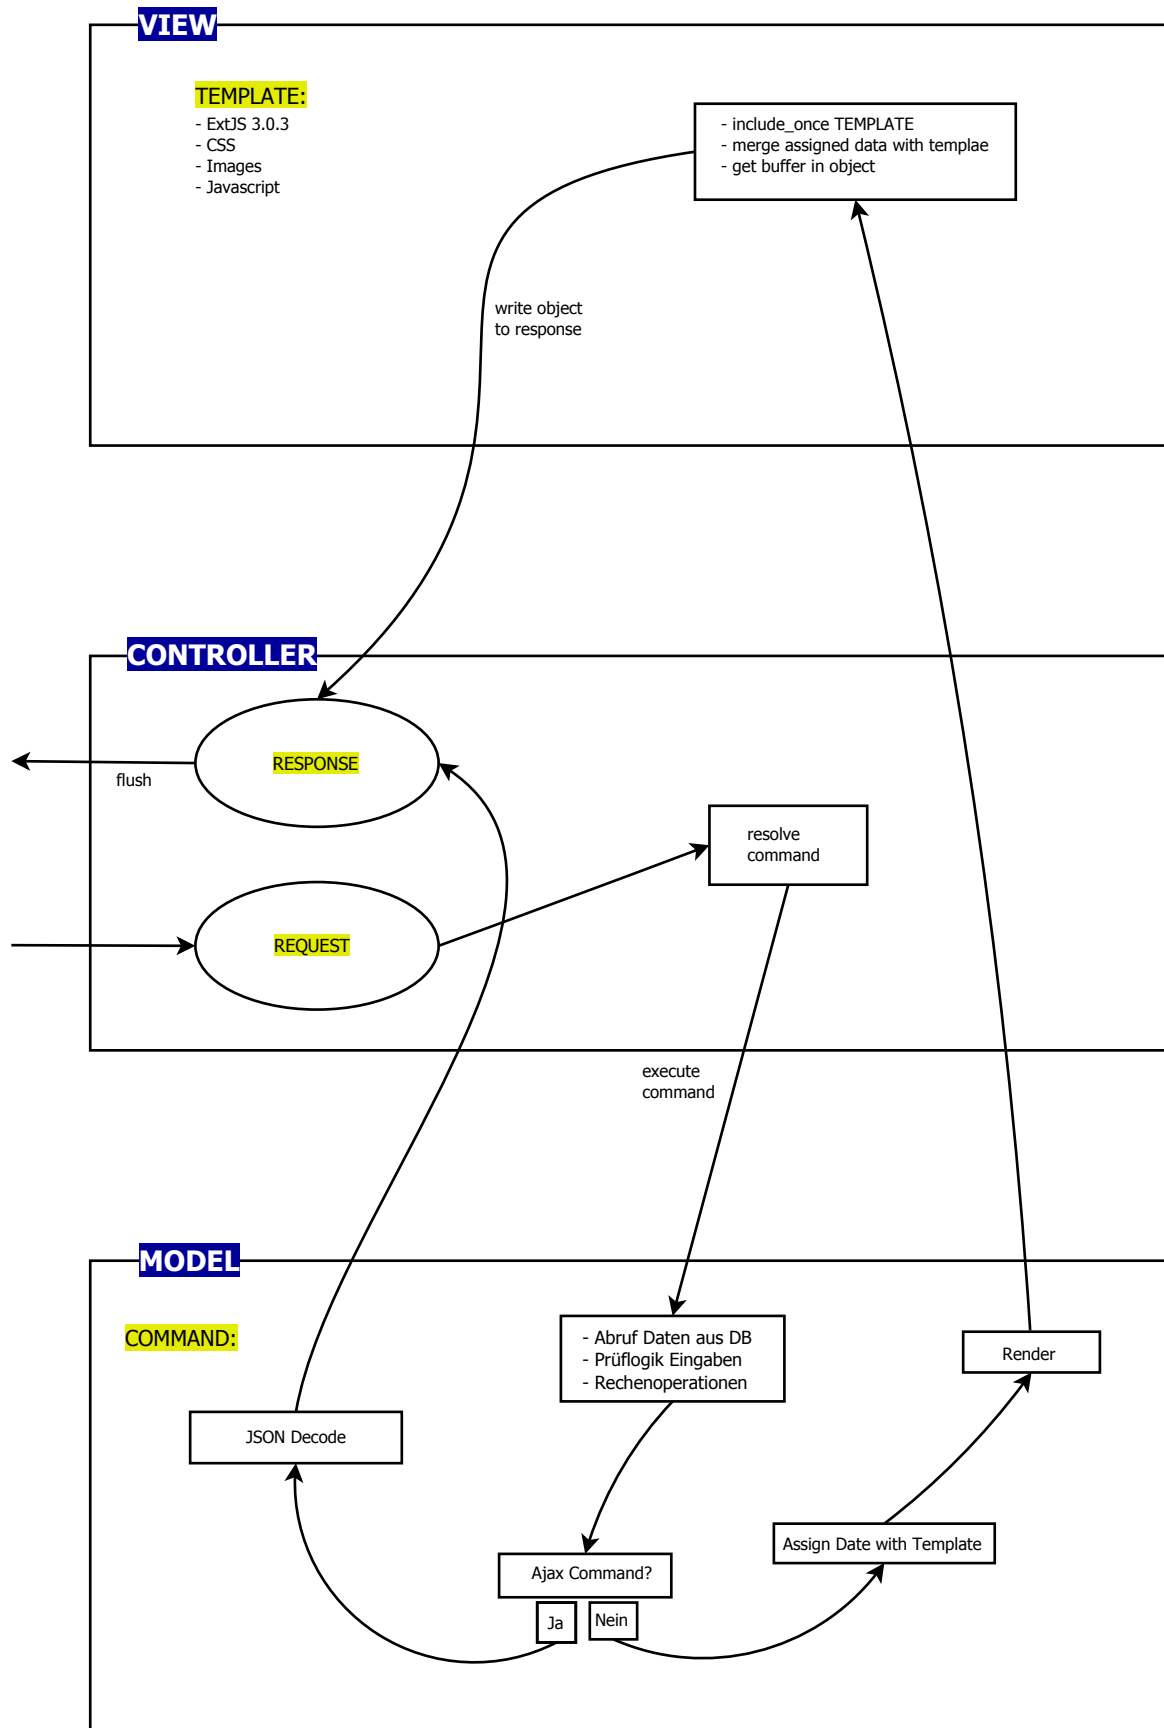 VIEW
TEMPLATE:
- ExtJS 3.0.3
- CSS
- Images
- Javascript
- include_once TEMPLATE
- merge assigned data with templae
- get buffer in object
write object
to response
CONTROLLER
RESPONSE
flush
resolve
command
REQUEST
execute
command
MODEL
COMMAND:
- Abruf Daten aus DB
- Prüflogik Eingaben
- Rechenoperationen
Render
JSON Decode
Assign Date with Template
Ajax Command?
Ja
Nein